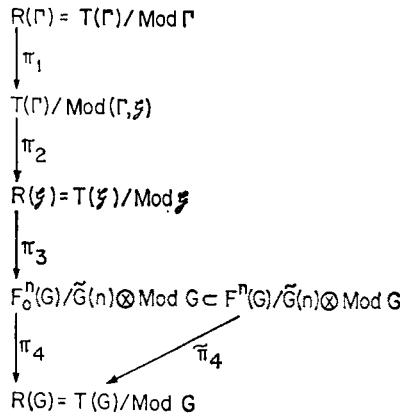 R(Γ) = T(Γ)/Mod Γ
π₁
T(Γ)/Mod(Γ,𝒢)
π₂
R(𝒢) = T(𝒢)/Mod 𝒢
π₃
F₀ⁿ(G)/G̃(n)⊗Mod G ⊂ Fⁿ(G)/G̃(n)⊗Mod G
π₄ π̃₄
R(G) = T(G)/Mod G